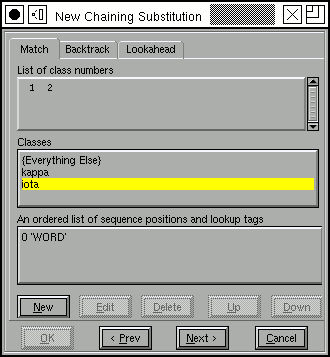 New Chaining Substitution
Match Backtrack Lookahead
List of class numbers
1 2
Classes
{Everything Else}
kappa
iota
An ordered list of sequence positions and lookup tags
0 'WORD'
New Edit Delete Up Down
OK < Prev Next > Cancel